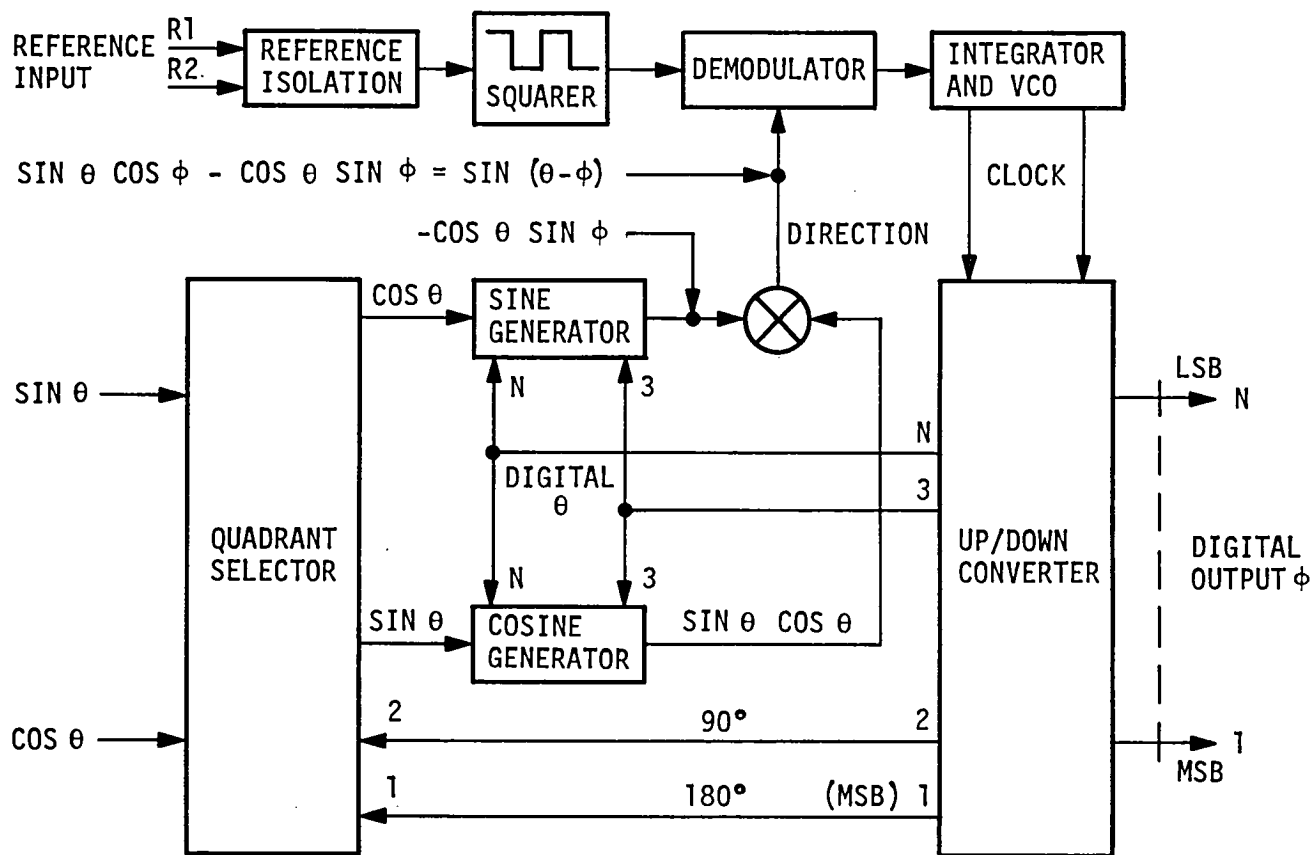 REFERENCE INPUT
R1
R2.
REFERENCE ISOLATION
SQUARER
DEMODULATOR
INTEGRATOR AND VCO
SIN θ COS ϕ - COS θ SIN ϕ = SIN (θ-ϕ)
CLOCK
-COS θ SIN ϕ
DIRECTION
COS θ
SINE GENERATOR
SIN θ
N
3
LSB
N
N
DIGITAL θ
3
QUADRANT SELECTOR
UP/DOWN CONVERTER
DIGITAL OUTPUT ϕ
N
3
SIN θ
COSINE GENERATOR
SIN θ COS θ
COS θ
2
90°
2
1
MSB
1
180°
(MSB) 1